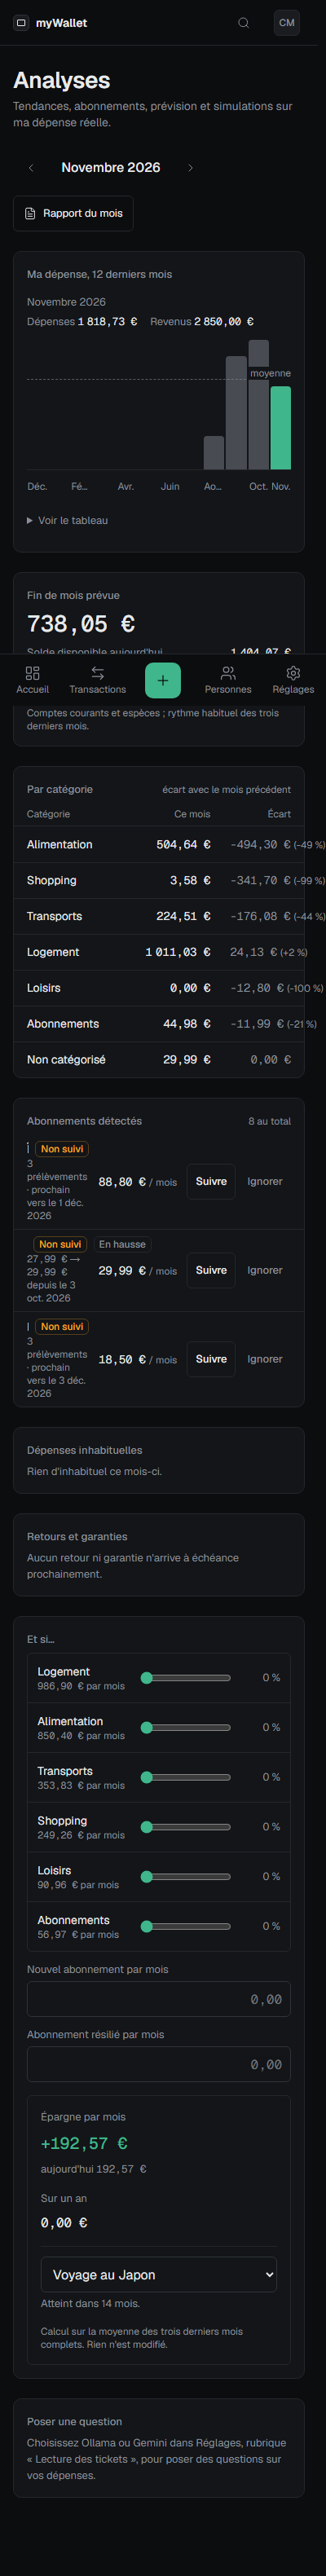 myWallet
CM
Analyses
Tendances, abonnements, prévision et simulations sur
ma dépense réelle.
Novembre 2026
Rapport du mois
Ma dépense, 12 derniers mois
Novembre 2026
Dépenses 1 818,73 € Revenus 2 850,00 €
moyenne
Déc. Fé… Avr. Juin Ao… Oct. Nov.
Voir le tableau
Fin de mois prévue
738,05 €
Solde disponible aujourd'hui 1 404,07 €
Accueil Transactions Personnes Réglages
Comptes courants et espèces ; rythme habituel des trois
derniers mois.
Par catégorie écart avec le mois précédent
Catégorie Ce mois Écart
Alimentation 504,64 € -494,30 € (-49 %)
Shopping 3,58 € -341,70 € (-99 %)
Transports 224,51 € -176,08 € (-44 %)
Logement 1 011,03 € 24,13 € (+2 %)
Loisirs 0,00 € -12,80 € (-100 %)
Abonnements 44,98 € -11,99 € (-21 %)
Non catégorisé 29,99 € 0,00 €
Abonnements détectés 8 au total
Non suivi
3
prélèvements
· prochain
vers le 1 déc.
2026
88,80 € / mois Suivre Ignorer
Non suivi En hausse
27,99 € →
29,99 €
depuis le 3
oct. 2026
29,99 € / mois Suivre Ignorer
Non suivi
3
prélèvements
· prochain
vers le 3 déc.
2026
18,50 € / mois Suivre Ignorer
Dépenses inhabituelles
Rien d'inhabituel ce mois-ci.
Retours et garanties
Aucun retour ni garantie n'arrive à échéance
prochainement.
Et si…
Logement
986,90 € par mois 0 %
Alimentation
850,40 € par mois 0 %
Transports
353,83 € par mois 0 %
Shopping
249,26 € par mois 0 %
Loisirs
90,96 € par mois 0 %
Abonnements
56,97 € par mois 0 %
Nouvel abonnement par mois
0,00
Abonnement résilié par mois
0,00
Épargne par mois
+192,57 €
aujourd'hui 192,57 €
Sur un an
0,00 €
Voyage au Japon
Atteint dans 14 mois.
Calcul sur la moyenne des trois derniers mois
complets. Rien n'est modifié.
Poser une question
Choisissez Ollama ou Gemini dans Réglages, rubrique
« Lecture des tickets », pour poser des questions sur
vos dépenses.